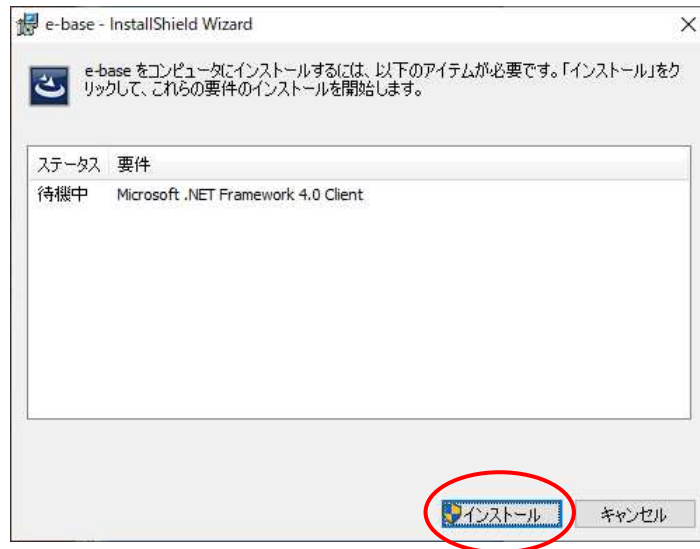 e-base - InstallShield Wizard
e-base をコンピュータにインストールするには、以下のアイテムが必要です。「インストール」をク
リックして、これらの要件のインストールを開始します。
ステータス 要件
待機中 Microsoft .NET Framework 4.0 Client
インストール キャンセル